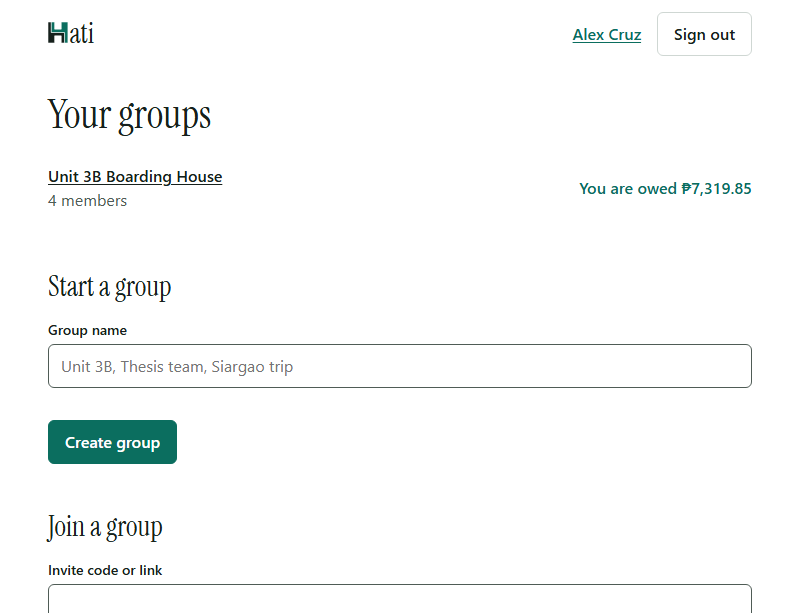 Hati
Alex Cruz
Sign out
Your groups
Unit 3B Boarding House
4 members
You are owed ₱7,319.85
Start a group
Group name
Unit 3B, Thesis team, Siargao trip
Create group
Join a group
Invite code or link